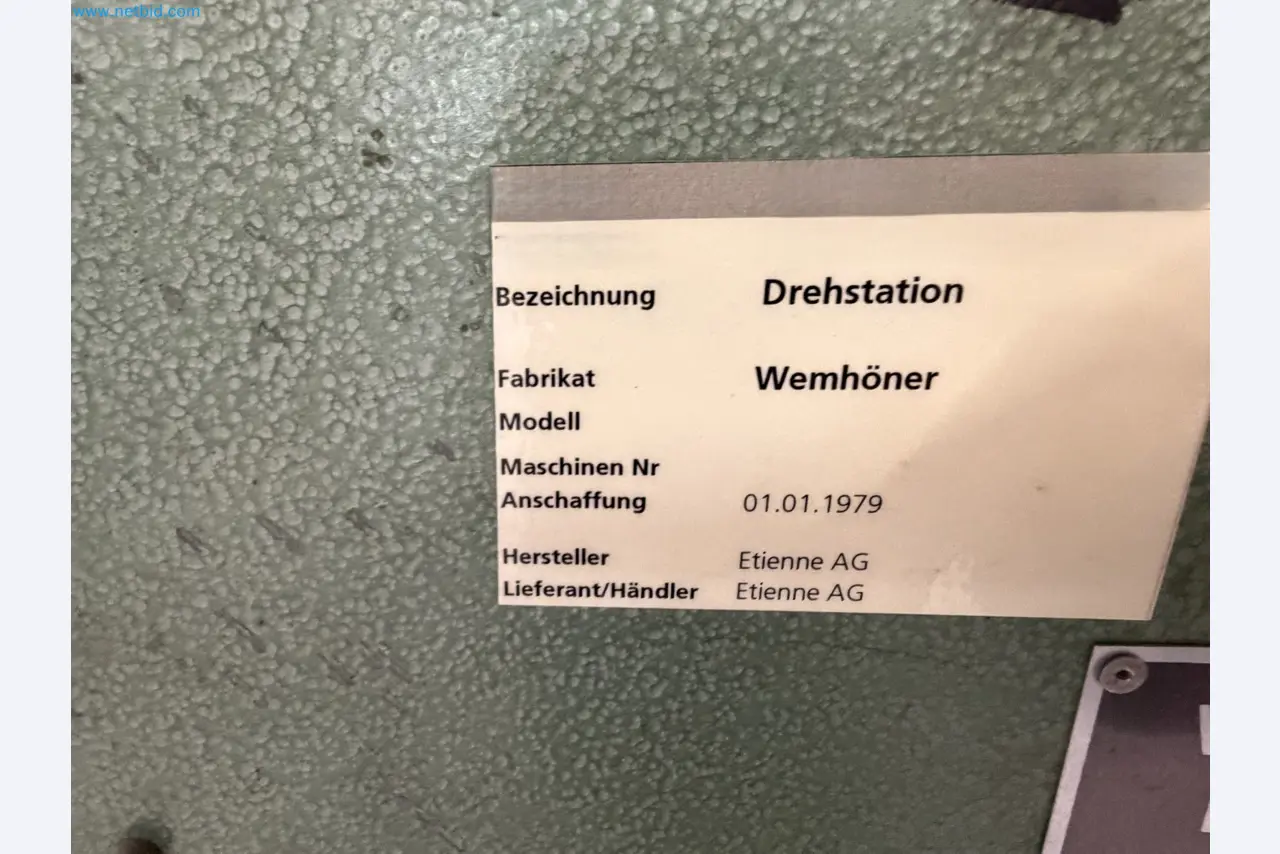 www.netbid.com
Bezeichnung Drehstation
Fabrikat Wemhöner
Modell
Maschinen Nr
Anschaffung 01.01.1979
Hersteller Etienne AG
Lieferant/Händler Etienne AG